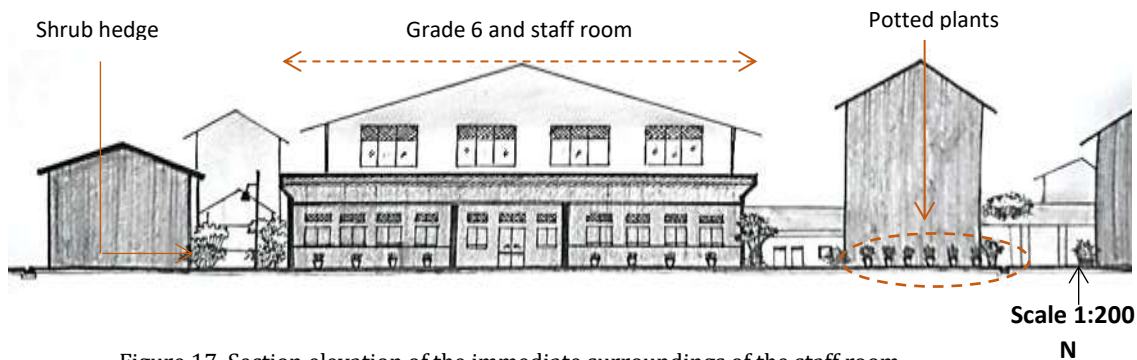 Shrub hedge
Grade 6 and staff room
Potted plants
Scale 1:200
N
Figure 17. Section elevation of the immediate surroundings of the staff room